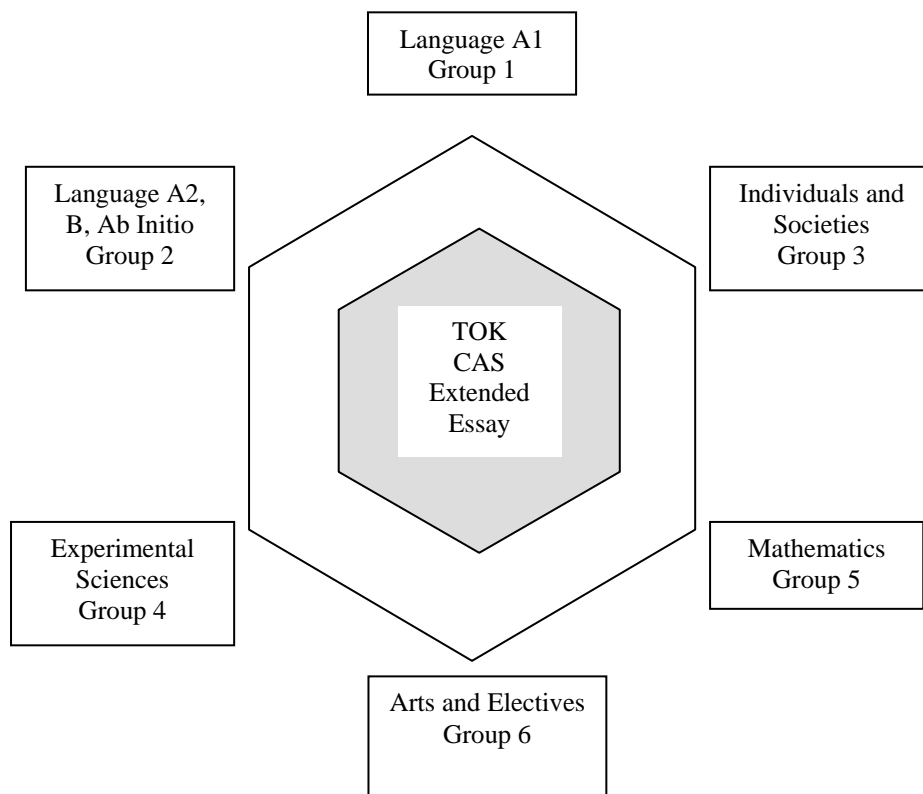 Language A1
Group 1
Language A2,
B, Ab Initio
Group 2
Individuals and
Societies
Group 3
TOK
CAS
Extended
Essay
Experimental
Sciences
Group 4
Mathematics
Group 5
Arts and Electives
Group 6